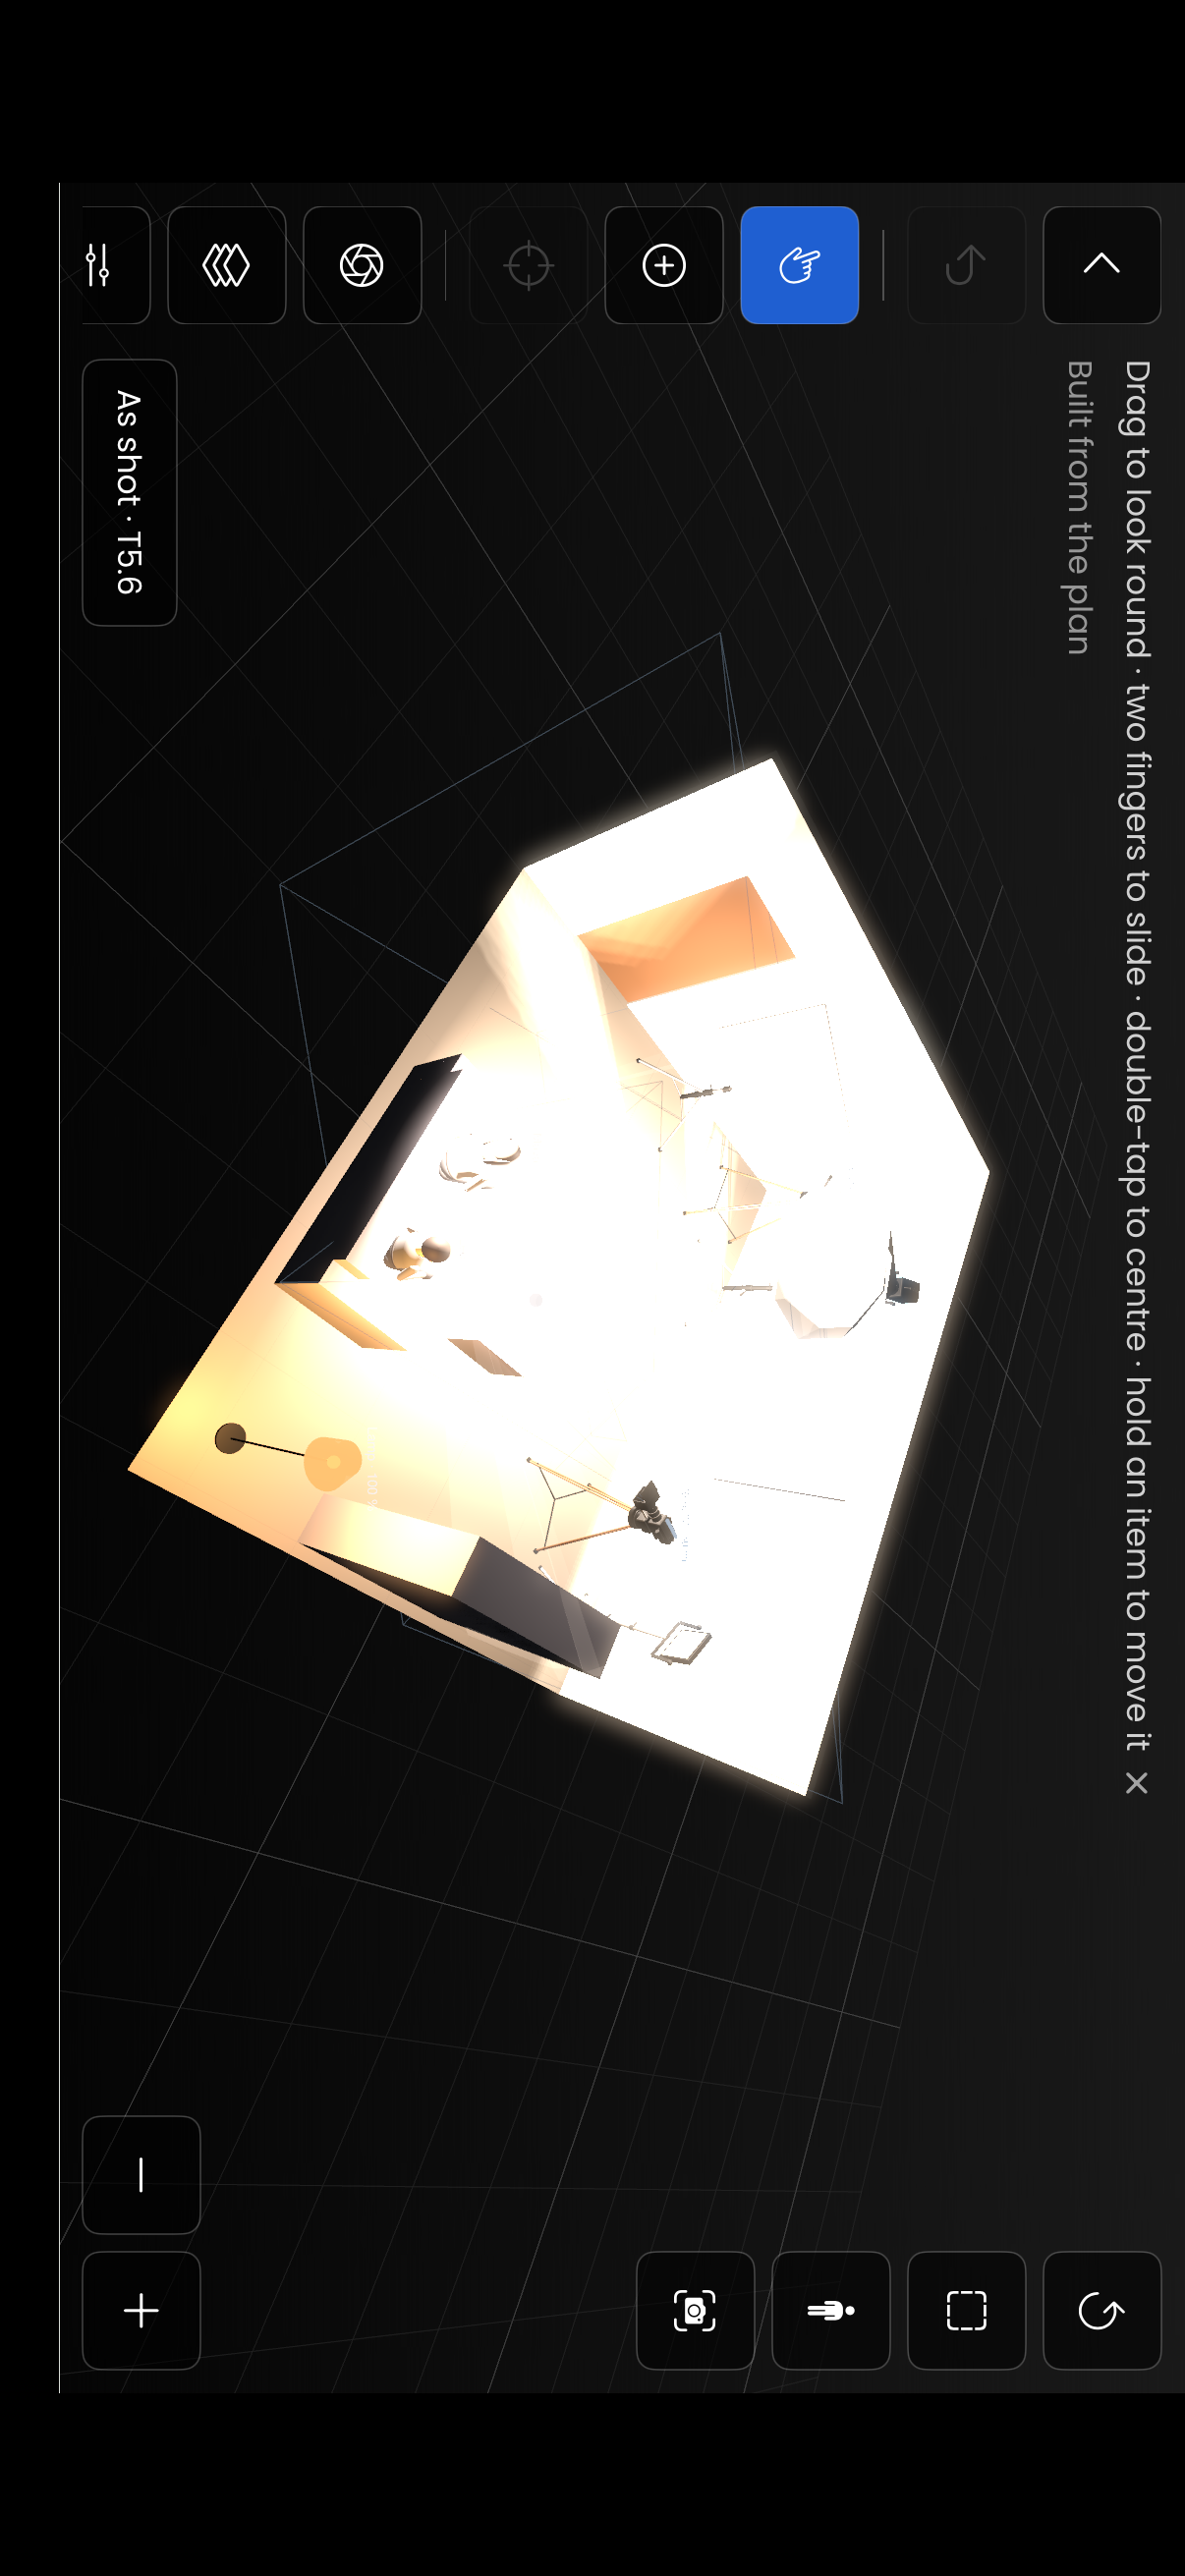 Drag to look round · two fingers to slide · double-tap to centre · hold an item to move it ×
Built from the plan
As shot · T5.6